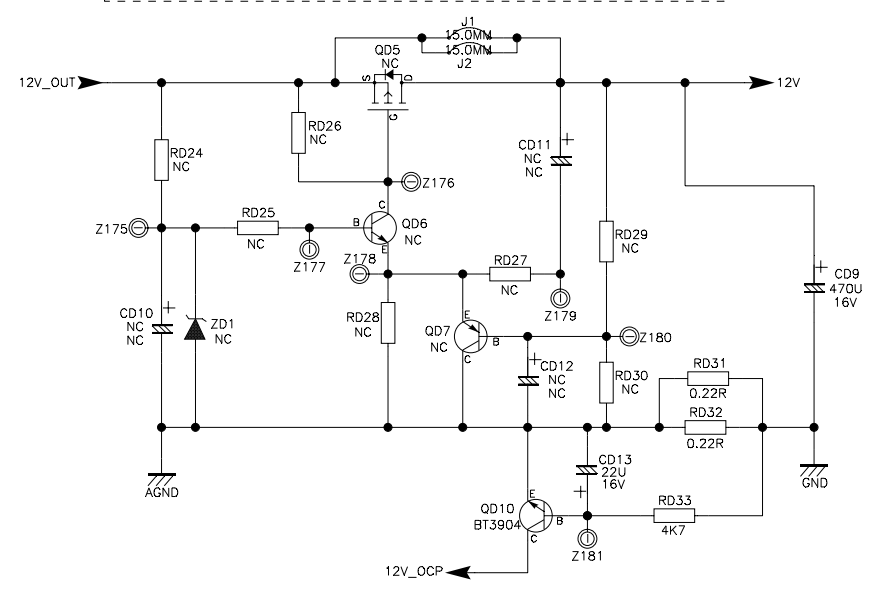 J1
15.0MM
15.0MM
J2
QD5
NC
S
D
G
12V_OUT
12V
RD26
NC
RD24
NC
CD11
NC
NC
+
Z176
C
RD25
NC
B
QD6
NC
E
Z175
Z177
Z178
RD29
NC
RD27
NC
Z179
CD9
470U
16V
+
CD10
NC
NC
+
ZD1
NC
RD28
NC
QD7
NC
E
B
C
Z180
CD12
NC
NC
+
RD30
NC
RD31
0.22R
RD32
0.22R
AGND
GND
CD13
22U
16V
+
QD10
BT3904
E
B
C
RD33
4K7
Z181
12V_OCP